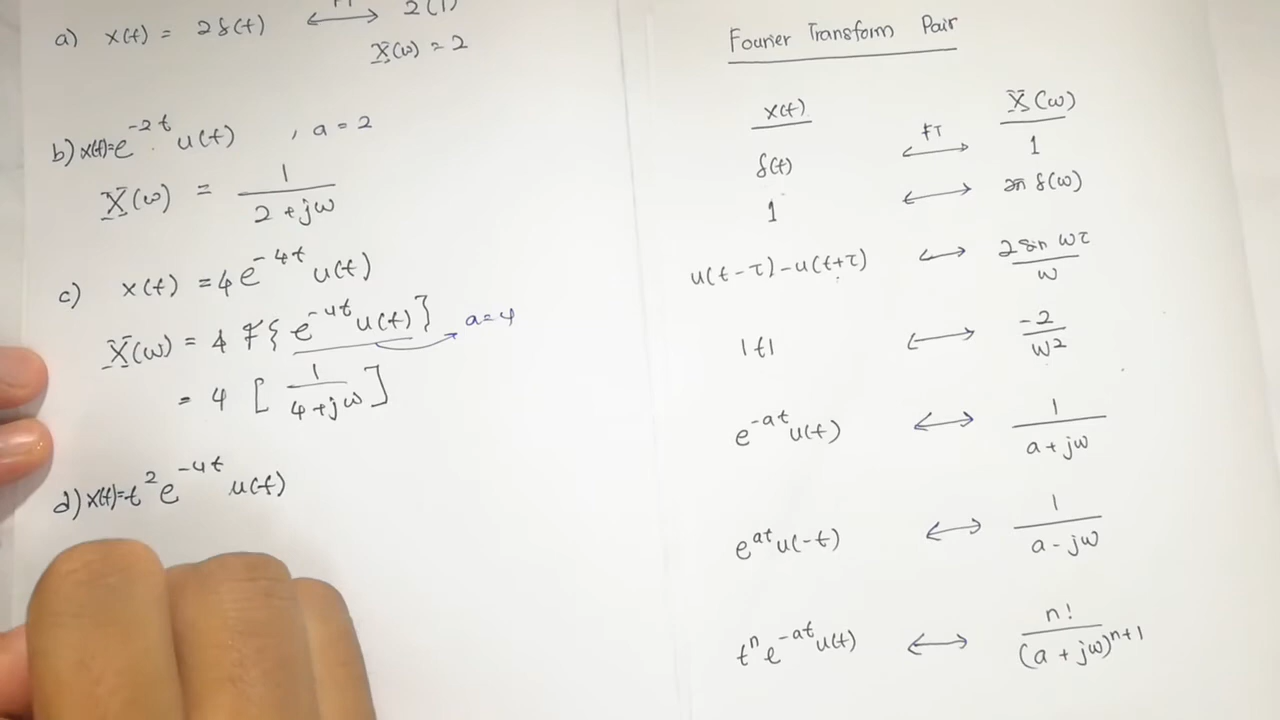 a) x(t) = 2δ(t) ⟷ 2(1)
X(ω) = 2
b) x(t)=e^{-2t} u(t) , a = 2
X(ω) = 1/(2+jω)
c) x(t) = 4e^{-4t} u(t)
X(ω) = 4 F{e^{-4t} u(t)} a=4
= 4 [1/(4+jω)]
d) x(t)=t^2 e^{-4t} u(t)
Fourier Transform Pair
x(t) X(ω)
δ(t) FT ⟷ 1
1 ⟷ 2π δ(ω)
u(t-τ)-u(t+τ) ⟷ 2 sin ωτ/ω
|t| ⟷ -2/ω^2
e^{-at}u(t) ⟷ 1/(a+jω)
e^{at}u(-t) ⟷ 1/(a-jω)
t^n e^{-at}u(t) ⟷ n!/(a+jω)^{n+1}